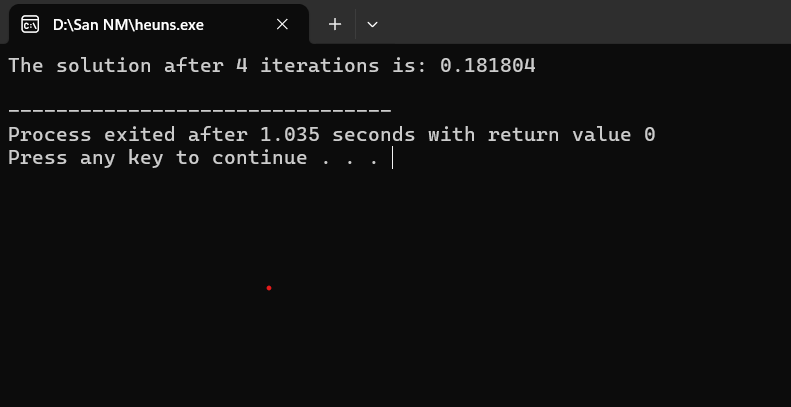 D:\San NM\heuns.exe
The solution after 4 iterations is: 0.181804
--------------------------------
Process exited after 1.035 seconds with return value 0
Press any key to continue . . .